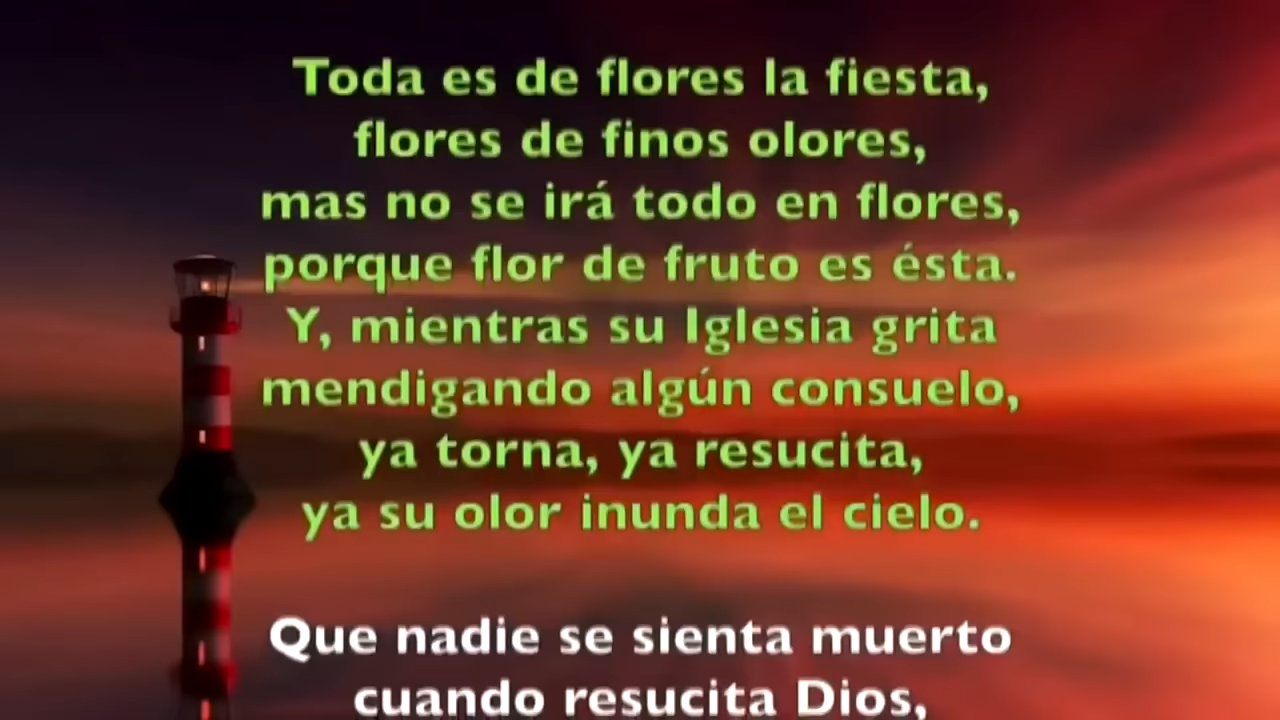 Toda es de flores la fiesta,
flores de finos olores,
mas no se irá todo en flores,
porque flor de fruto es ésta.
Y, mientras su Iglesia grita
mendigando algún consuelo,
ya torna, ya resucita,
ya su olor inunda el cielo.
Que nadie se sienta muerto
cuando resucita Dios,